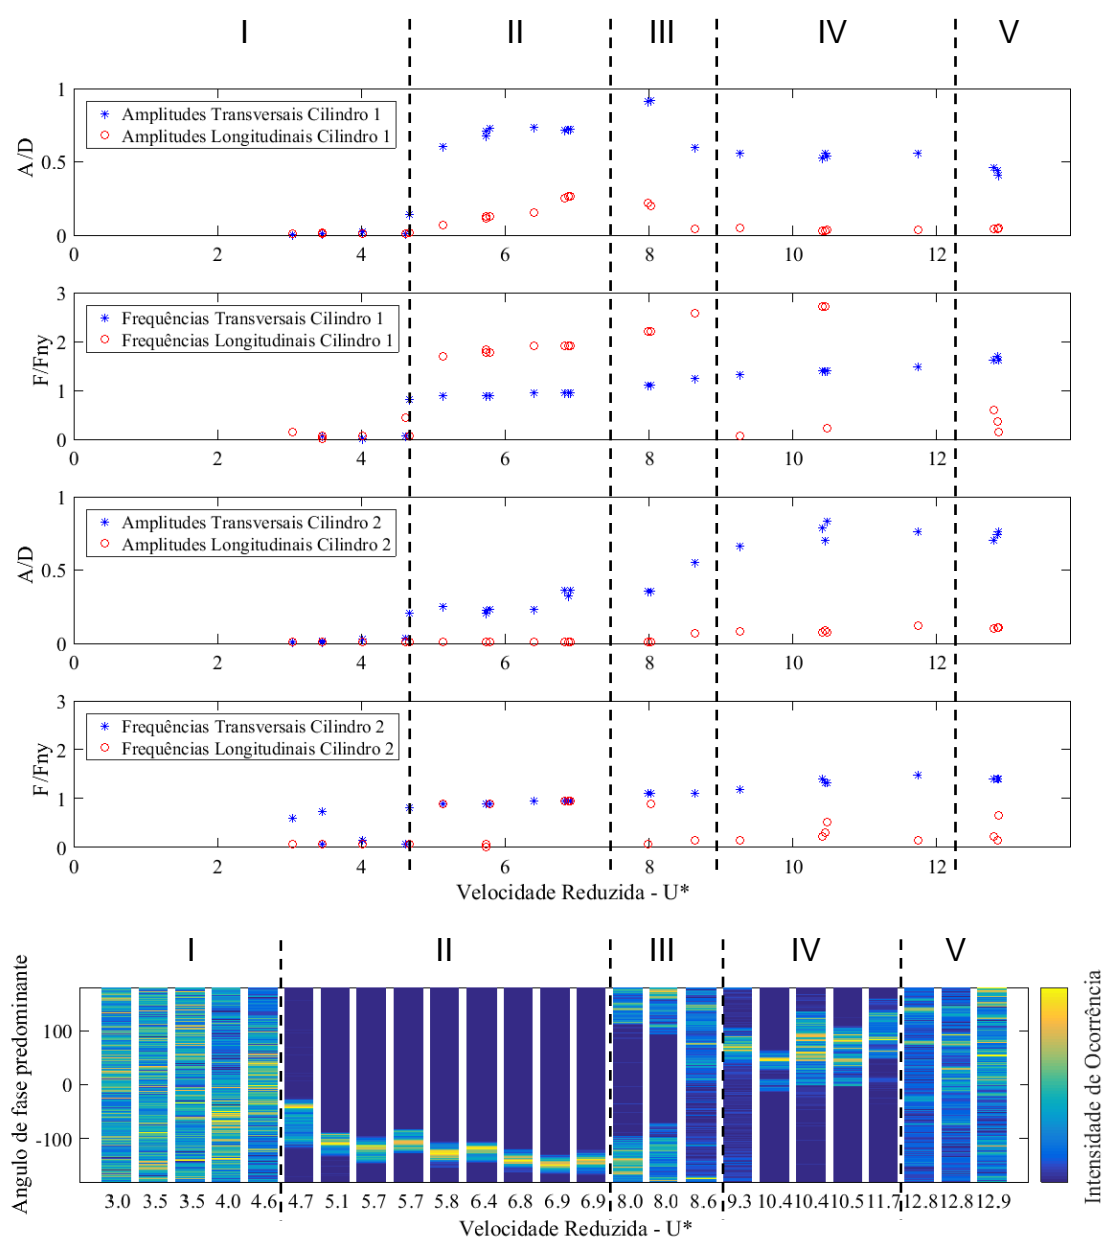 I II III IV V
1
0.5
0
A/D
Amplitudes Transversais Cilindro 1
Amplitudes Longitudinais Cilindro 1
0 2 4 6 8 10 12
3
2
1
0
F/Fny
Frequências Transversais Cilindro 1
Frequências Longitudinais Cilindro 1
0 2 4 6 8 10 12
1
0.5
0
A/D
Amplitudes Transversais Cilindro 2
Amplitudes Longitudinais Cilindro 2
0 2 4 6 8 10 12
3
2
1
0
F/Fny
Frequências Transversais Cilindro 2
Frequências Longitudinais Cilindro 2
0 2 4 6 8 10 12
Velocidade Reduzida - U*
I II III IV V
Angulo de fase predominante
100
0
-100
3.0 3.5 3.5 4.0 4.6 4.7 5.1 5.7 5.7 5.8 6.4 6.8 6.9 6.9 8.0 8.0 8.6 9.3 10.4 10.4 10.5 11.7 12.8 12.8 12.9
Velocidade Reduzida - U*
Intensidade de Ocorrência